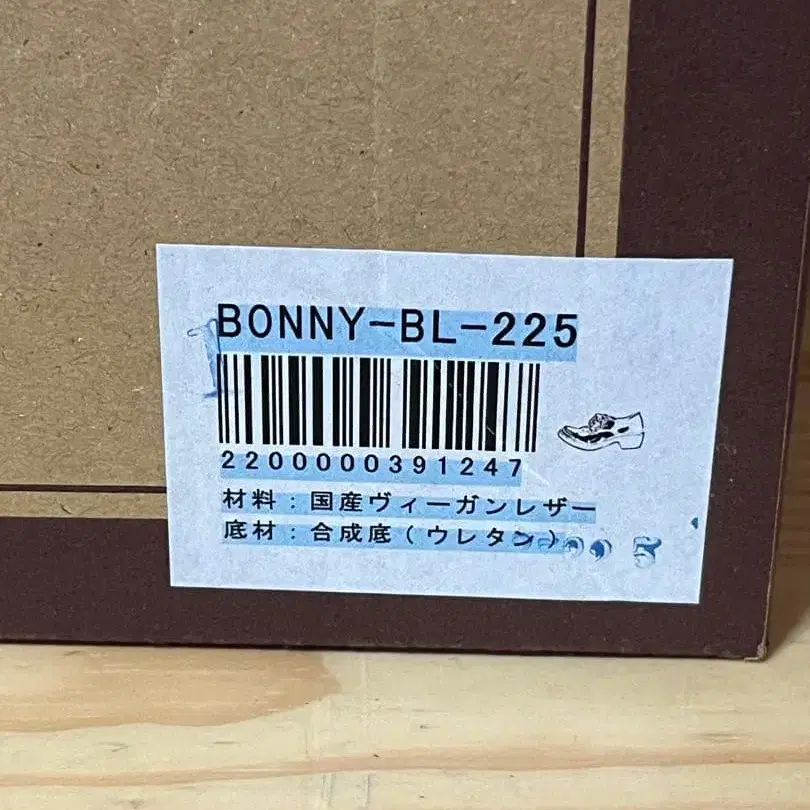 BONNY-BL-225
2200000391247
材料：国産ヴィーガンレザー
底材：合成底（ウレタン）